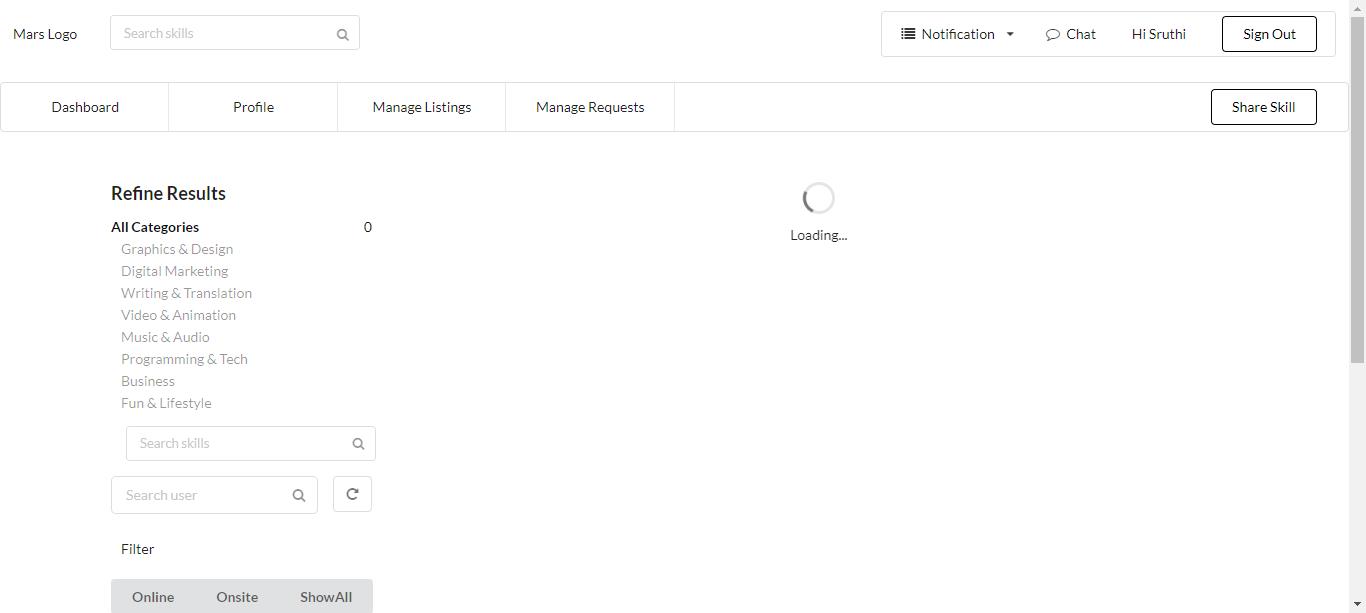 Mars Logo
Search skills
Notification
Chat
Hi Sruthi
Sign Out
Dashboard
Profile
Manage Listings
Manage Requests
Share Skill
Refine Results
All Categories 0
Graphics & Design
Digital Marketing
Writing & Translation
Video & Animation
Music & Audio
Programming & Tech
Business
Fun & Lifestyle
Search skills
Search user
Filter
Online Onsite ShowAll
Loading...